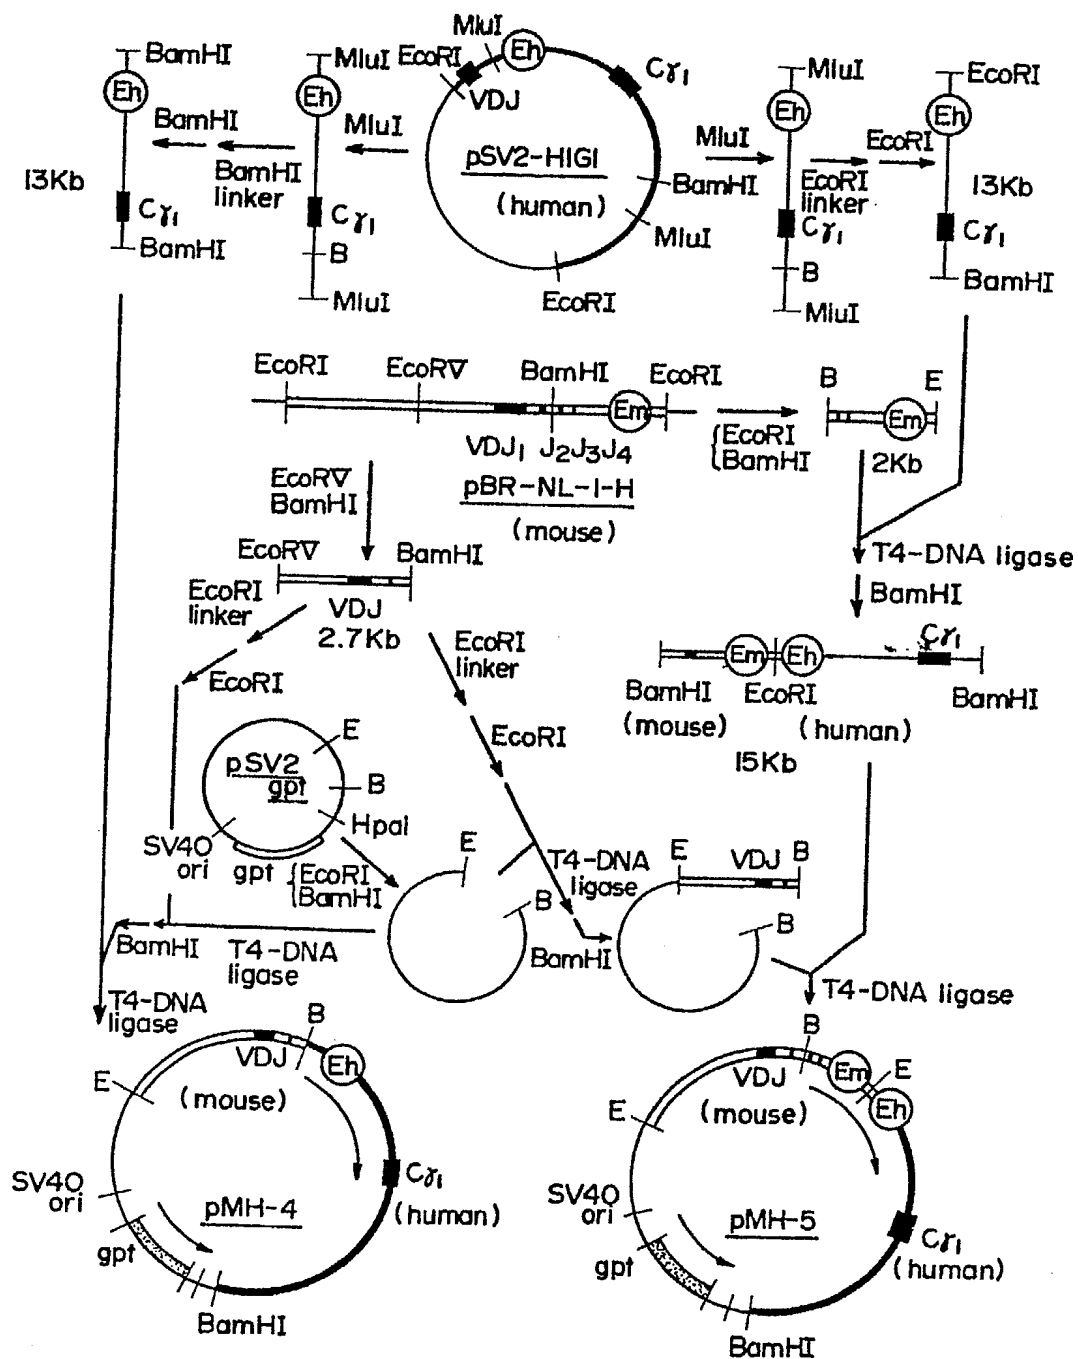 BamHI
Eh
BamHI
13Kb
Cγ1
BamHI
BamHI
linker
MluI
Eh
Cγ1
B
MluI
MluI
MluI
Eh
EcoRI
VDJ
Cγ1
pSV2-HIGI
(human)
BamHI
MluI
EcoRI
MluI
MluI
Eh
EcoRI
linker
EcoRI
Cγ1
B
MluI
EcoRI
Eh
13Kb
Cγ1
BamHI
EcoRI
EcoRV
BamHI
EcoRI
Em
VDJ1 J2J3J4
pBR-NL-1-H
(mouse)
EcoRI
BamHI
B
E
Em
2Kb
EcoRV
BamHI
EcoRV
BamHI
VDJ
2.7Kb
EcoRI
linker
EcoRI
EcoRI
linker
EcoRI
T4-DNA ligase
BamHI
Em
Eh
Cγ1
BamHI
EcoRI
BamHI
(mouse)
(human)
15Kb
pSV2
gpt
E
B
HpaI
SV40
ori
gpt
EcoRI
BamHI
E
B
T4-DNA
ligase
BamHI
E
VDJ
B
B
BamHI
T4-DNA
ligase
T4-DNA
ligase
T4-DNA ligase
B
VDJ
Eh
E
(mouse)
SV40
ori
pMH-4
Cγ1
(human)
gpt
BamHI
B
VDJ
Em
E
Eh
E
(mouse)
SV40
ori
pMH-5
Cγ1
(human)
gpt
BamHI